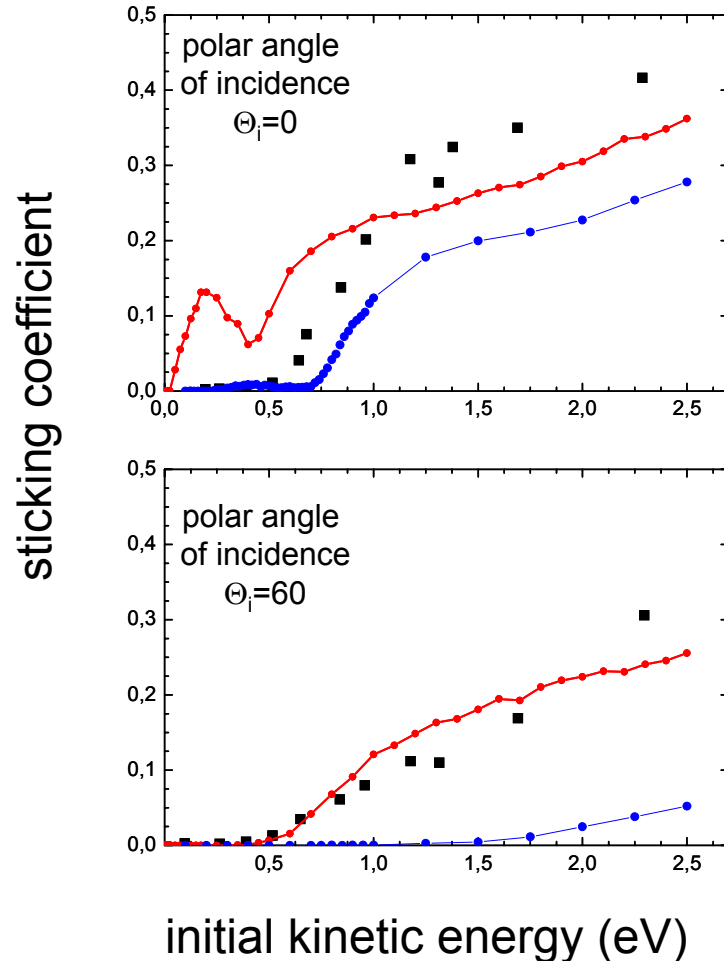 sticking coefficient
0,5
0,4
0,3
0,2
0,1
0,0
polar angle
of incidence
Θi=0
0,0 0,5 1,0 1,5 2,0 2,5
0,5
0,4
0,3
0,2
0,1
0,0
polar angle
of incidence
Θi=60
0,5 1,0 1,5 2,0 2,5
initial kinetic energy (eV)